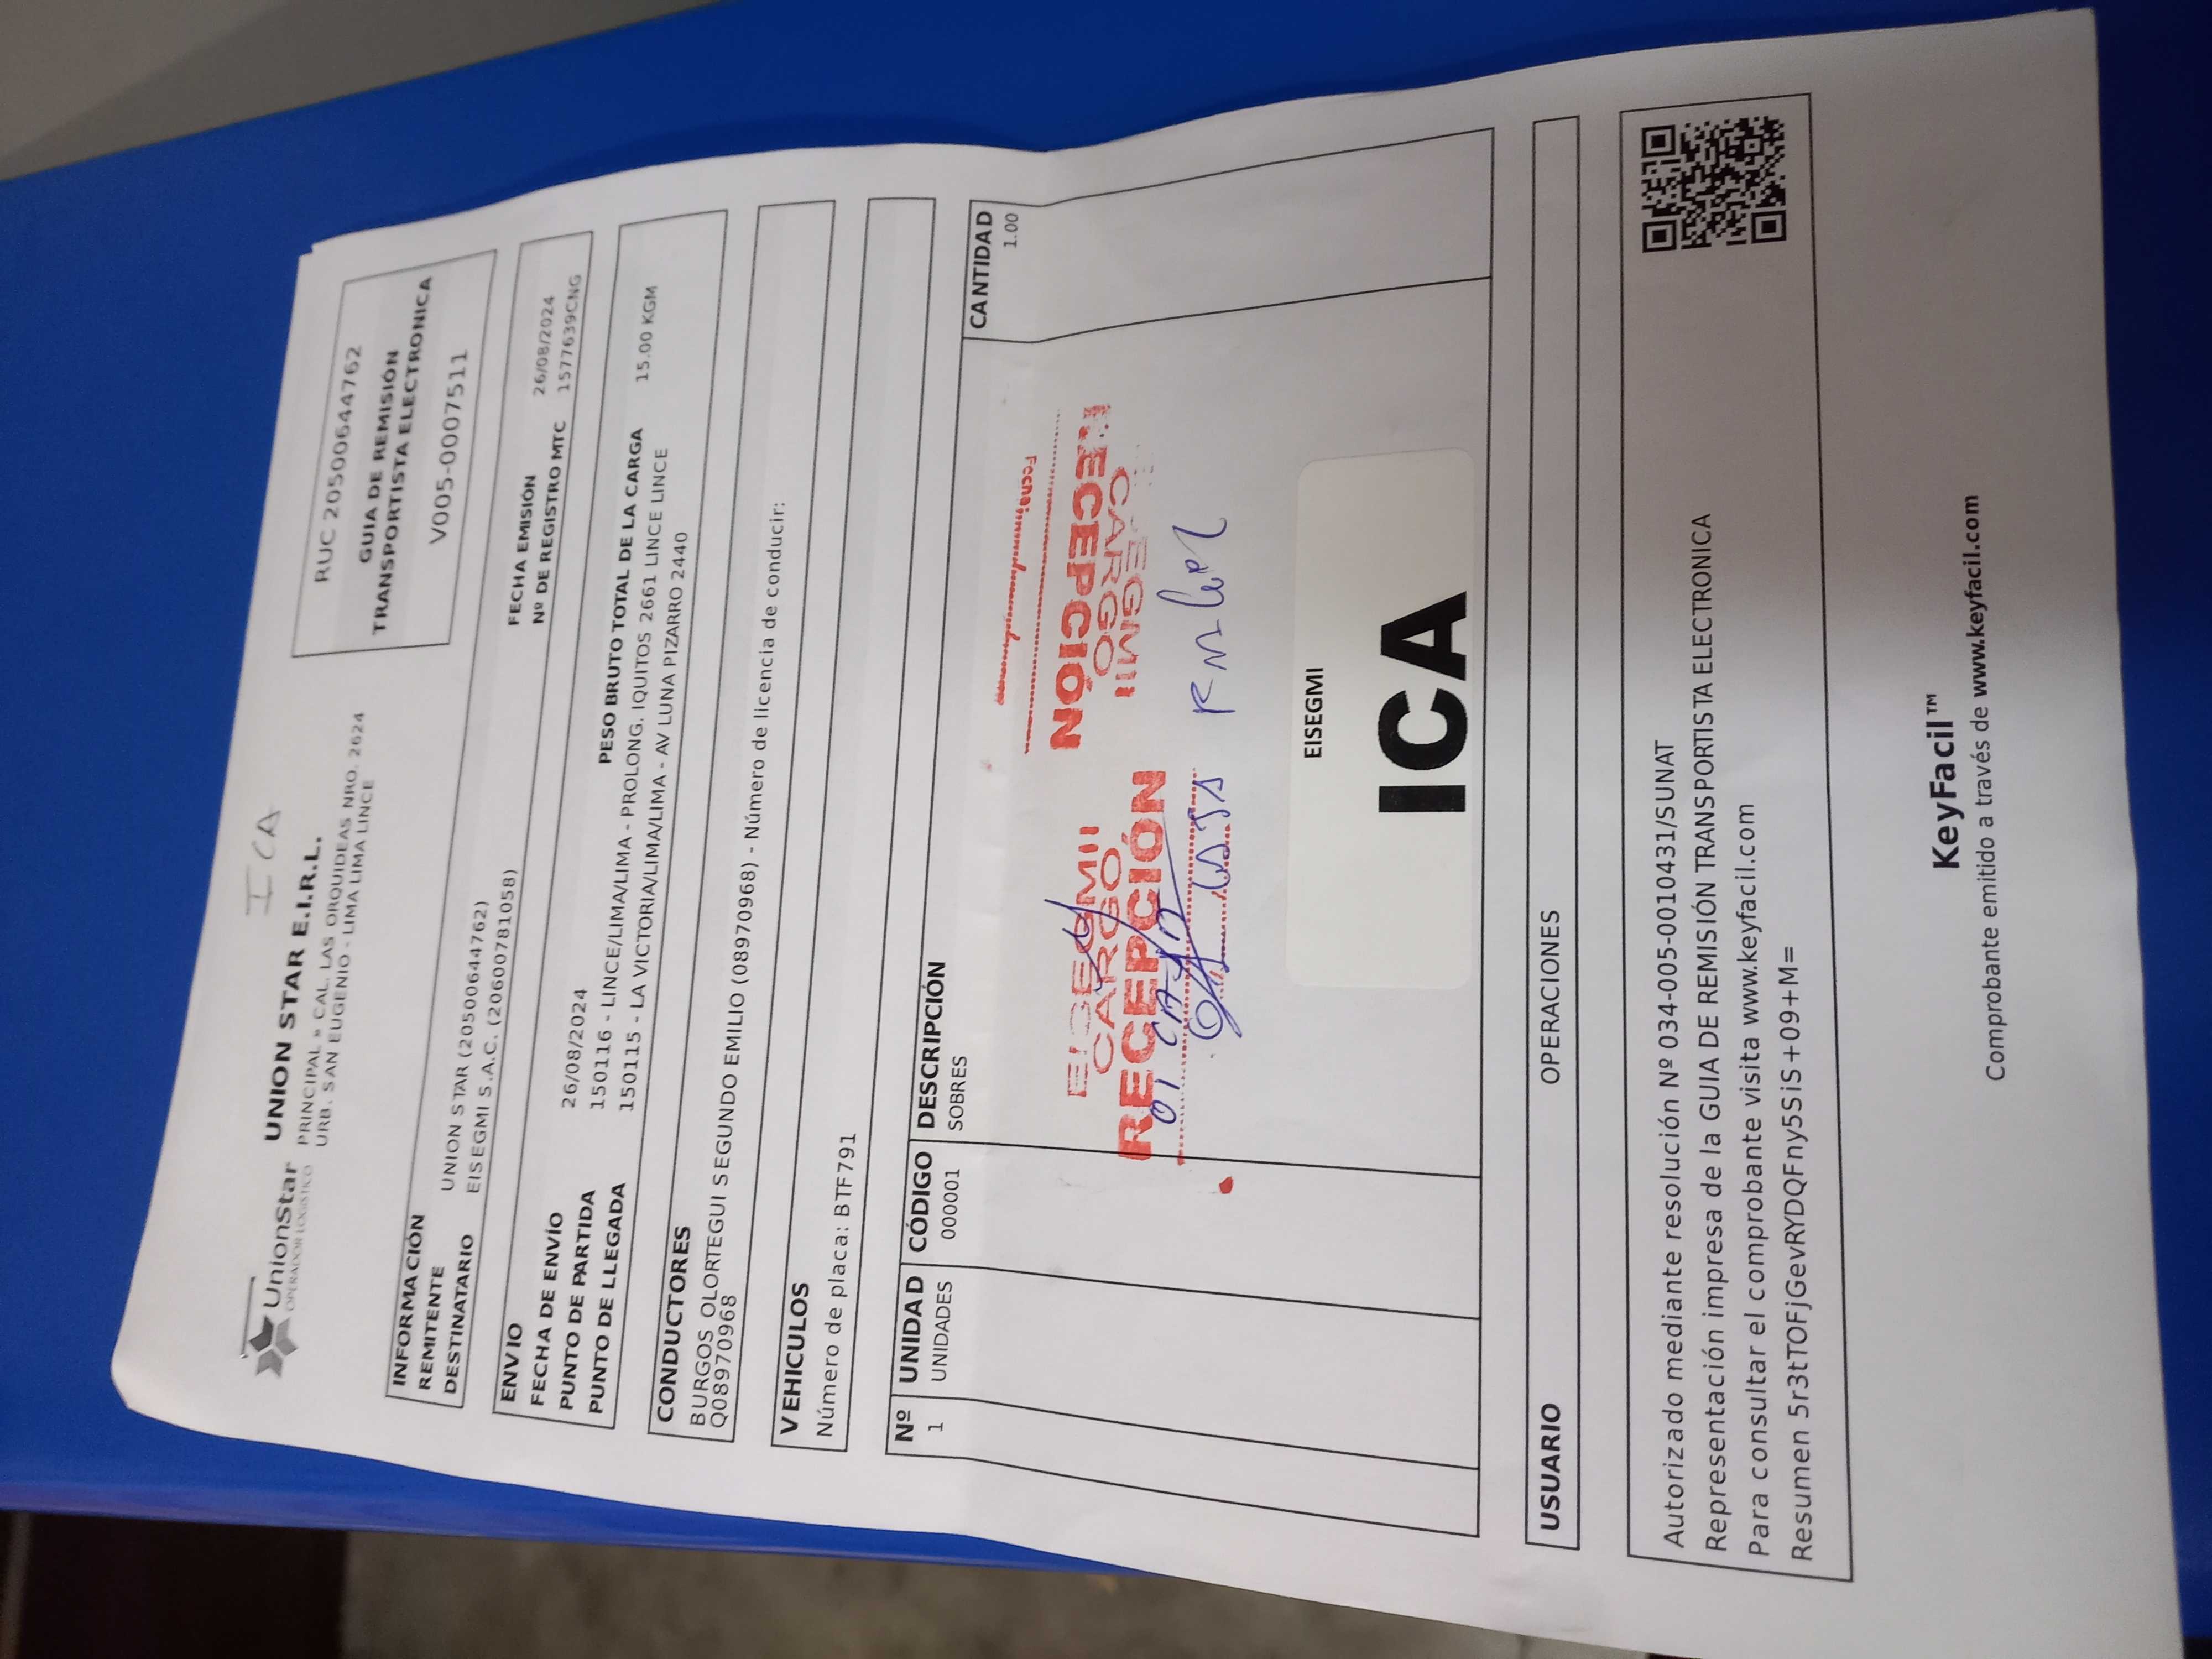 ICA
UnionStar
OPERADOR LOGISTICO
UNION STAR E.I.R.L.
PRINCIPAL » CAL. LAS ORQUIDEAS NRO. 2624
URB. SAN EUGENIO - LIMA LIMA LINCE
RUC 20500644762
GUIA DE REMISIÓN
TRANSPORTISTA ELECTRONICA
V005-00007511
INFORMACIÓN
REMITENTE UNION STAR (20500644762)
DESTINATARIO EISEGMI S.A.C. (20600781058)
FECHA EMISIÓN 26/08/2024
Nº DE REGISTRO MTC 1577639CNG
ENVIO
FECHA DE ENVÍO 26/08/2024
PESO BRUTO TOTAL DE LA CARGA 15.00 KGM
PUNTO DE PARTIDA 150116 - LINCE/LIMA/LIMA - PROLONG. IQUITOS 2661 LINCE LINCE
PUNTO DE LLEGADA 150115 - LA VICTORIA/LIMA/LIMA - AV LUNA PIZARRO 2440
CONDUCTORES
BURGOS OLORTEGUI SEGUNDO EMILIO (08970968) - Número de licencia de conducir:
Q08970968
VEHICULOS
Número de placa: BTF791
Nº UNIDAD CÓDIGO DESCRIPCIÓN CANTIDAD
1 UNIDADES 000001 SOBRES 1.00
Fecha:
EISEGMI
CARGO
RECEPCIÓN
EISEGMI
CARGO
RECEPCIÓN
01 CAJA
EISEGMI
ICA
USUARIO OPERACIONES
Autorizado mediante resolución Nº 034-005-0010431/SUNAT
Representación impresa de la GUIA DE REMISIÓN TRANSPORTISTA ELECTRONICA
Para consultar el comprobante visita www.keyfacil.com
Resumen 5r3tTOFjGevRYDQFny5SiS+09+M=
KeyFacil™
Comprobante emitido a través de www.keyfacil.com